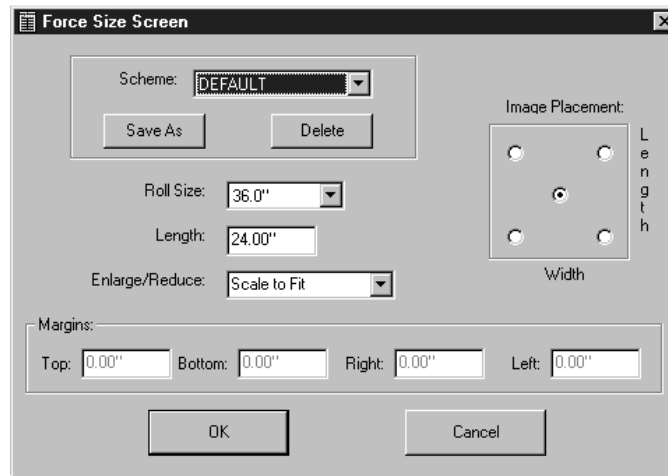 Force Size Screen
Scheme: DEFAULT
Save As Delete
Image Placement:
Length
Width
Roll Size: 36.0"
Length: 24.00"
Enlarge/Reduce: Scale to Fit
Margins:
Top: 0.00" Bottom: 0.00" Right: 0.00" Left: 0.00"
OK Cancel